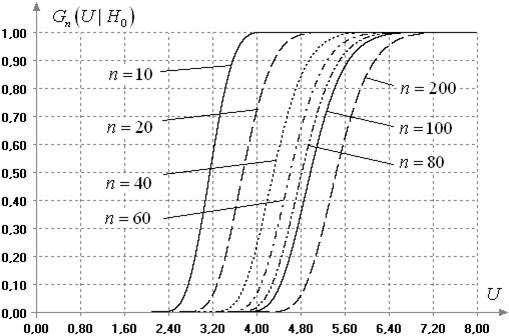 Gn(U|H0)
1,00
0,90
0,80
0,70
0,60
0,50
0,40
0,30
0,20
0,10
0,00
n = 10
n = 20
n = 40
n = 60
n = 200
n = 100
n = 80
U
0,00 0,80 1,60 2,40 3,20 4,00 4,80 5,60 6,40 7,20 8,00